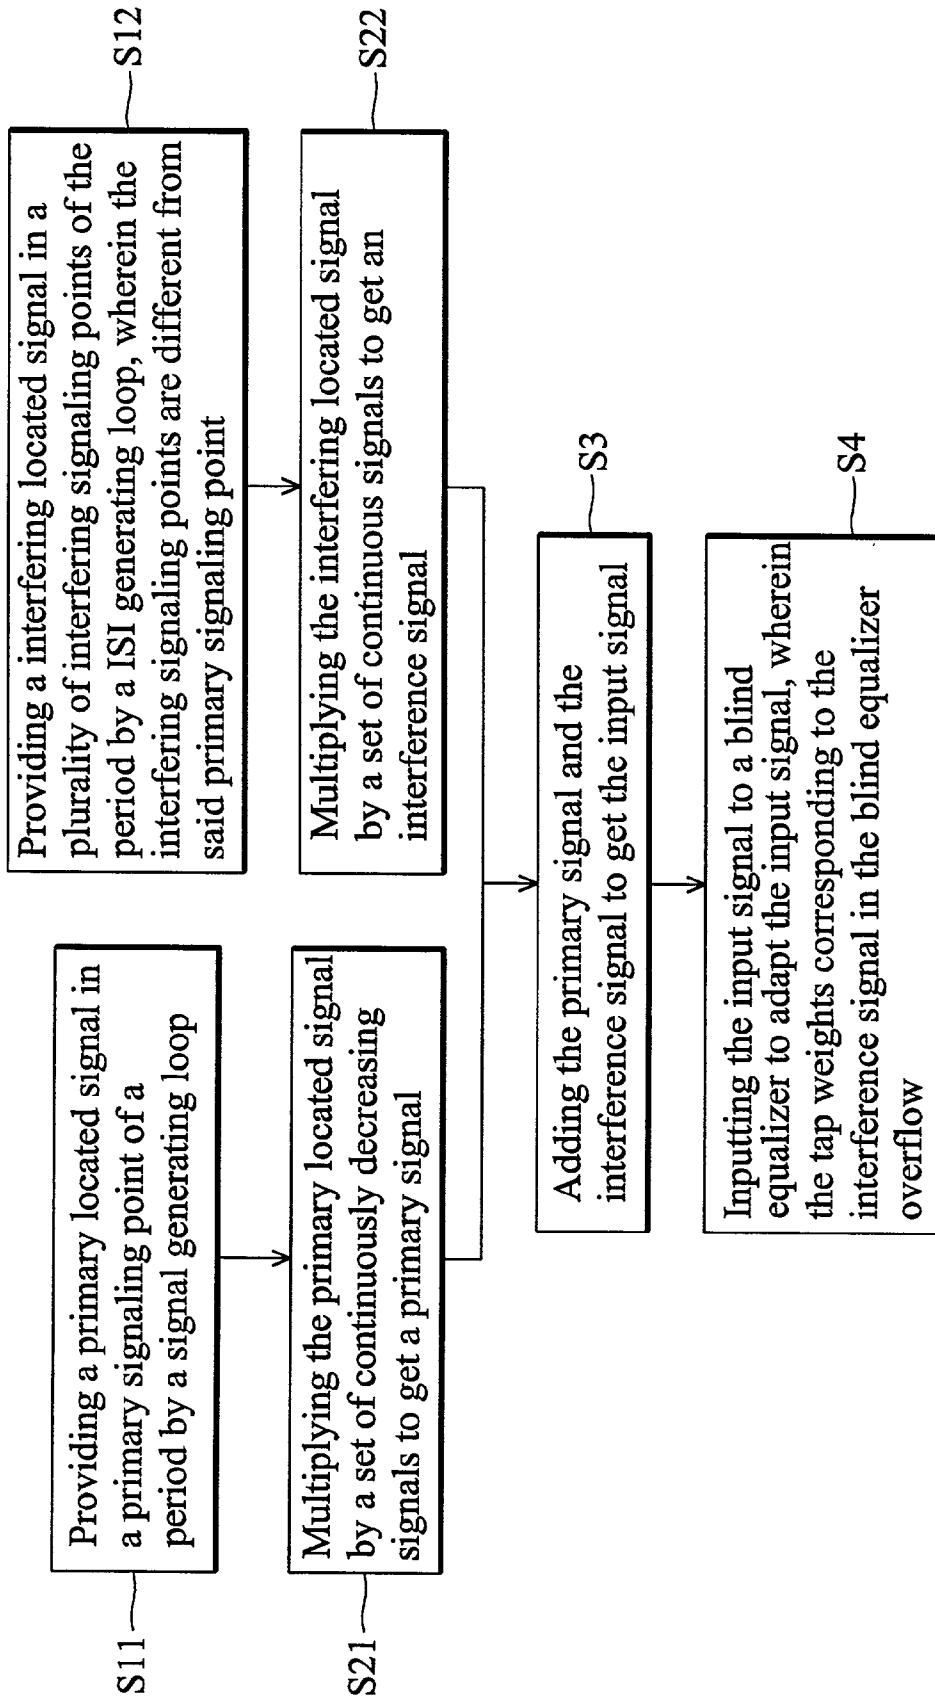 S11
Providing a primary located signal in
a primary signaling point of a
period by a signal generating loop
Providing a interfering located signal in a
plurality of interfering signaling points of the
period by a ISI generating loop, wherein the
interfering signaling points are different from
said primary signaling point
S12
S21
Multiplying the primary located signal
by a set of continuously decreasing
signals to get a primary signal
Multiplying the interfering located signal
by a set of continuous signals to get an
interference signal
S22
Adding the primary signal and the
interference signal to get the input signal
S3
Inputting the input signal to a blind
equalizer to adapt the input signal, wherein
the tap weights corresponding to the
interference signal in the blind equalizer
overflow
S4